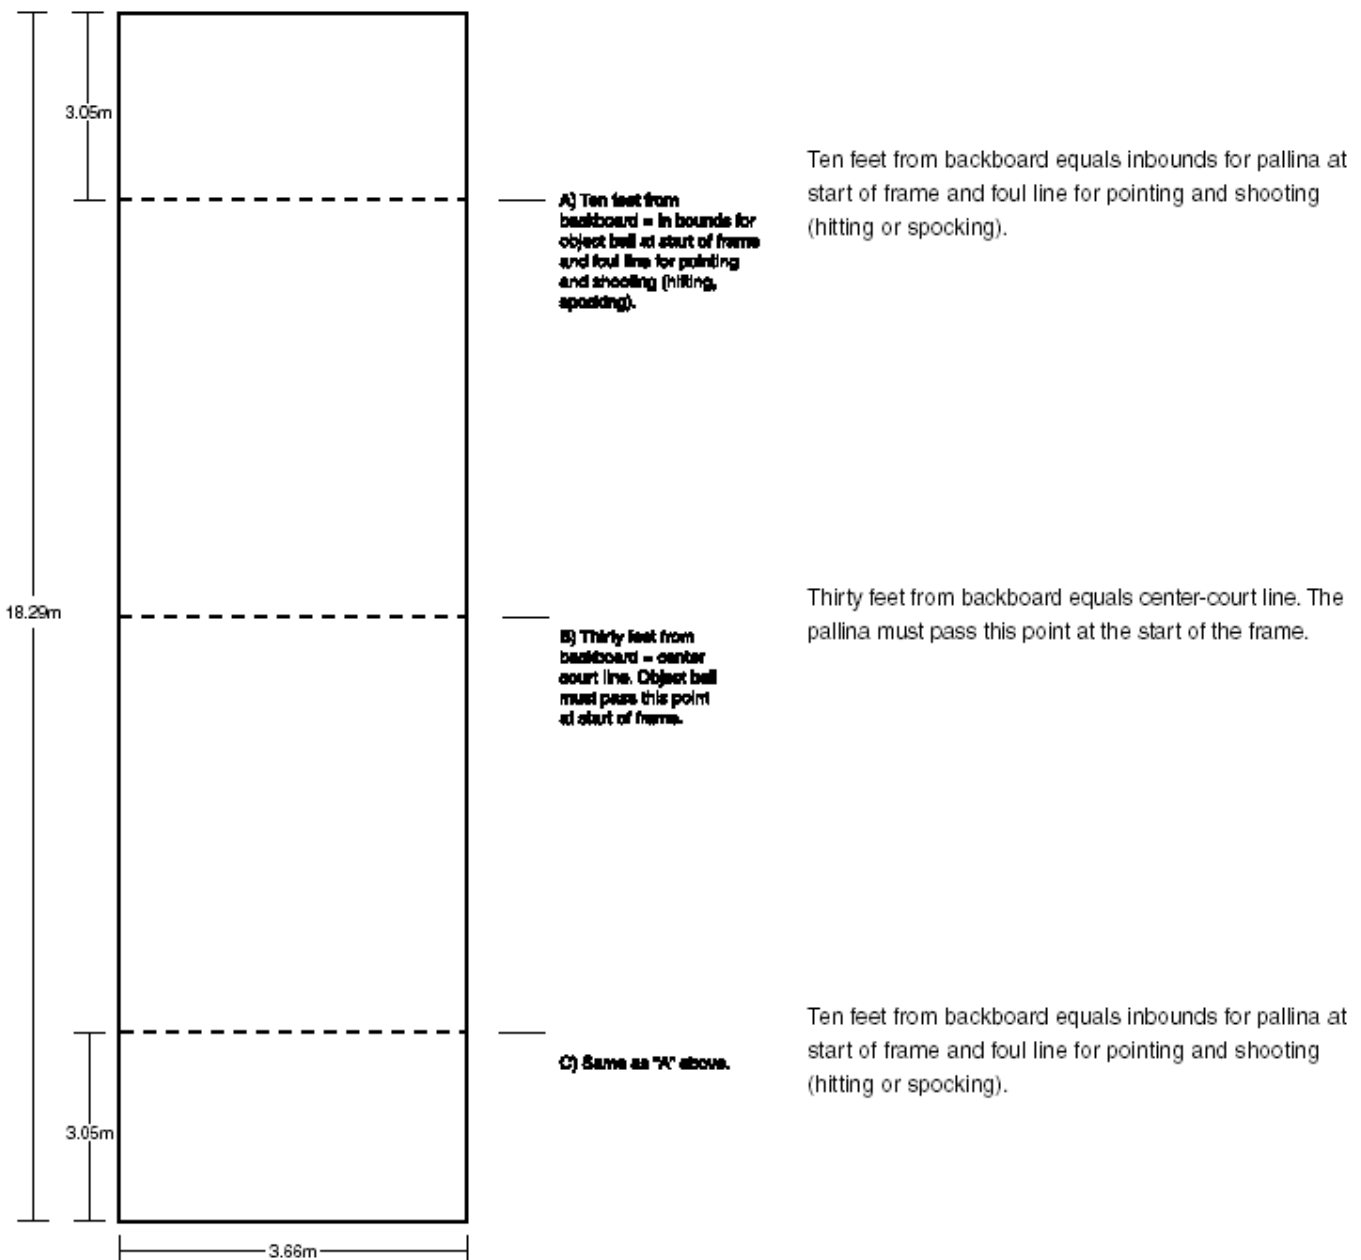 3.05m
Ten feet from backboard equals inbounds for pallina at
start of frame and foul line for pointing and shooting
(hitting or spocking).
A) Ten feet from
backboard = in bounds for
object ball at start of frame
and foul line for pointing
and shooting (hitting,
spocking).
18.29m
Thirty feet from backboard equals center-court line. The
pallina must pass this point at the start of the frame.
B) Thirty feet from
backboard = center
court line. Object ball
must pass this point
at start of frame.
Ten feet from backboard equals inbounds for pallina at
start of frame and foul line for pointing and shooting
(hitting or spocking).
C) Same as "A" above.
3.05m
3.66m